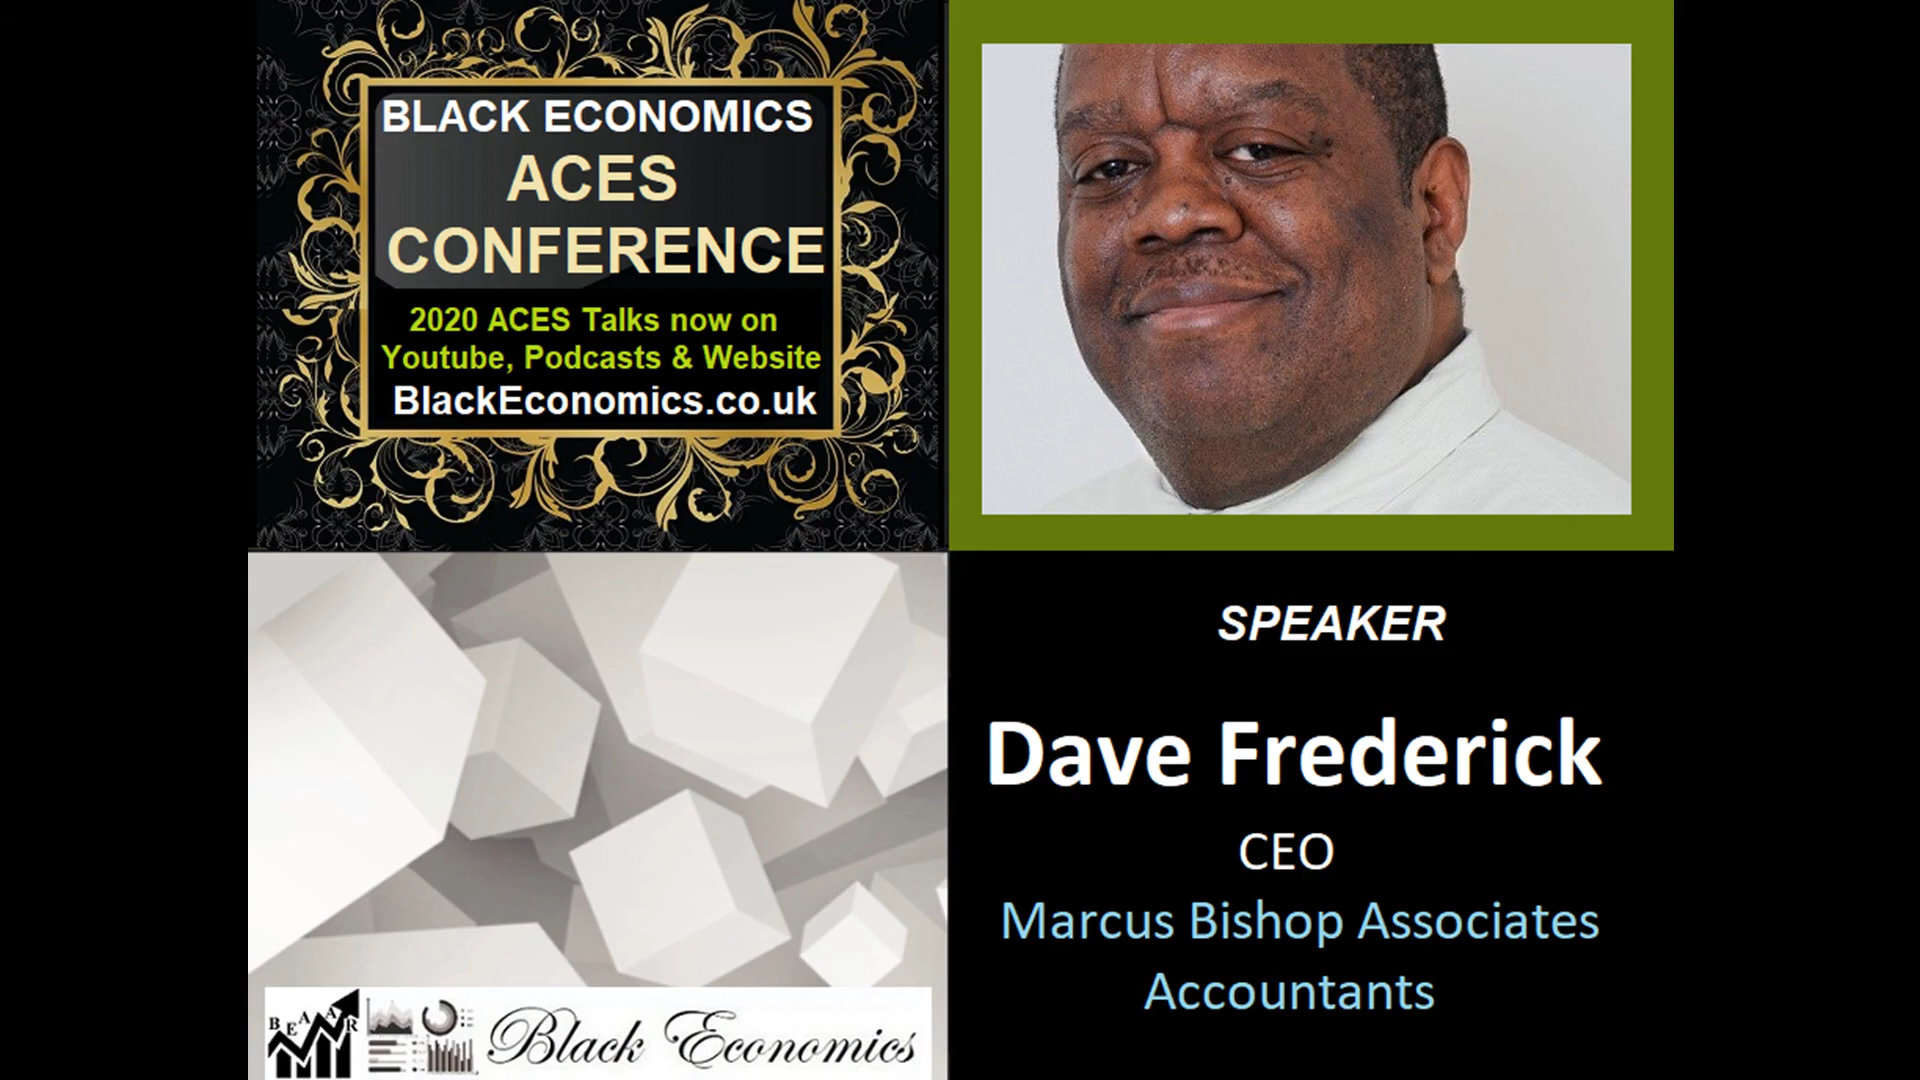 BLACK ECONOMICS
ACES
CONFERENCE
2020 ACES Talks now on
Youtube, Podcasts & Website
BlackEconomics.co.uk
SPEAKER
Dave Frederick
CEO
Marcus Bishop Associates
Accountants
BEAAR
Black Economics